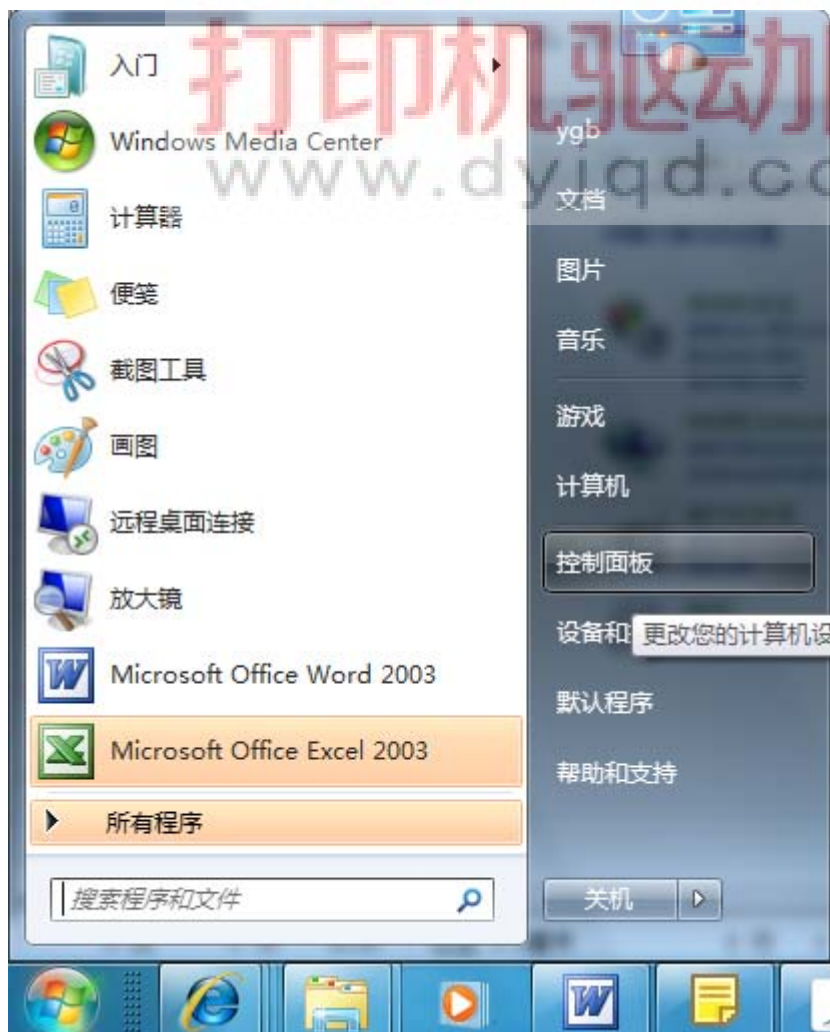 打印机驱动
www.dyiqd.co
入门
Windows Media Center
计算器
便笺
截图工具
画图
远程桌面连接
放大镜
Microsoft Office Word 2003
Microsoft Office Excel 2003
所有程序
搜索程序和文件
ygb
文档
图片
音乐
游戏
计算机
控制面板
设备和
更改您的计算机设
默认程序
帮助和支持
关机